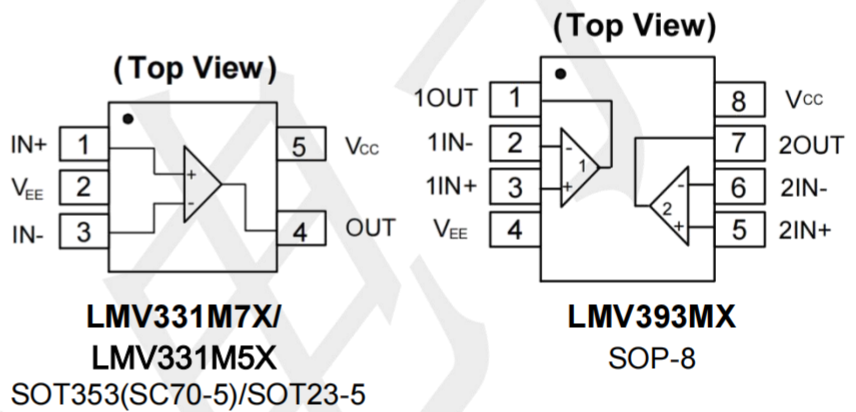 (Top View)
IN+ 1
VEE 2
IN- 3
5 Vcc
4 OUT
+
-
LMV331M7X/
LMV331M5X
SOT353(SC70-5)/SOT23-5
(Top View)
1OUT 1
1IN- 2
1IN+ 3
VEE 4
8 Vcc
7 2OUT
6 2IN-
5 2IN+
-
1
+
-
2
+
LMV393MX
SOP-8